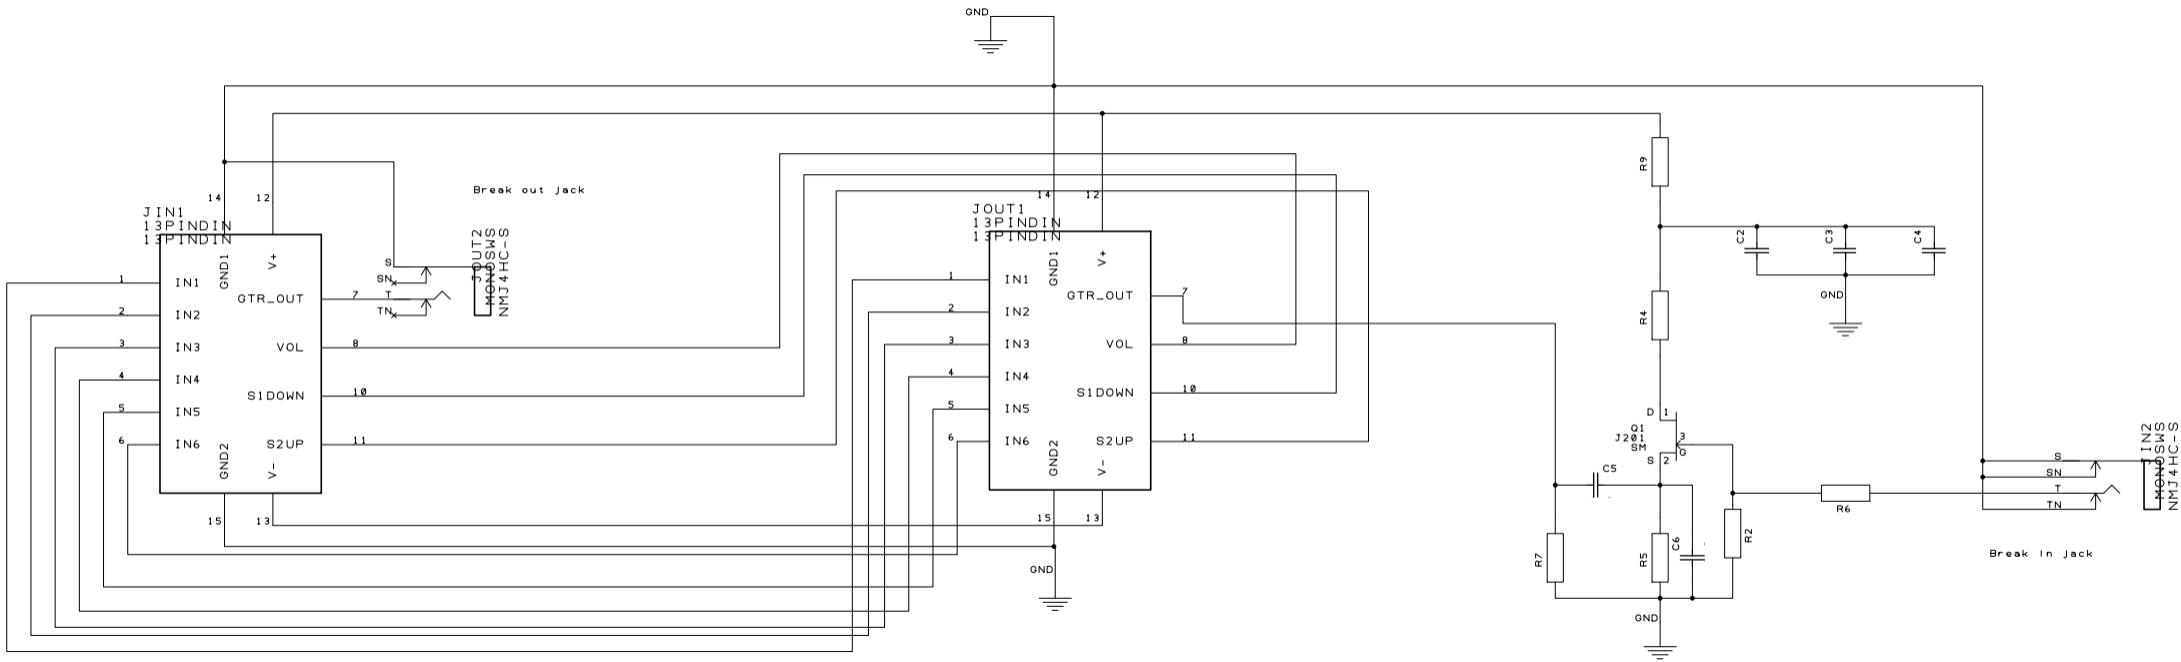 GND
14
12
Break out jack
JIN1
13PINDIN
13PINDIN
GND1
V+
1
IN1
2
IN2
3
IN3
4
IN4
5
IN5
6
IN6
GTR_OUT
7
VOL
8
S1DOWN
10
S2UP
11
GND2
V-
15
13
S
SN
T
TN
JOUT2
MONOSWS
NMJ4HC-S
14
12
JOUT1
13PINDIN
13PINDIN
GND1
V+
1
IN1
2
IN2
3
IN3
4
IN4
5
IN5
6
IN6
GTR_OUT
7
VOL
8
S1DOWN
10
S2UP
11
GND2
V-
15
13
GND
R9
C2
C3
C4
GND
R4
D 1
Q1
J201
SM
3
G
S 2
C5
R7
R5
C6
R2
GND
R6
S
SN
T
TN
JIN2
MONOSWS
NMJ4HC-S
Break In jack